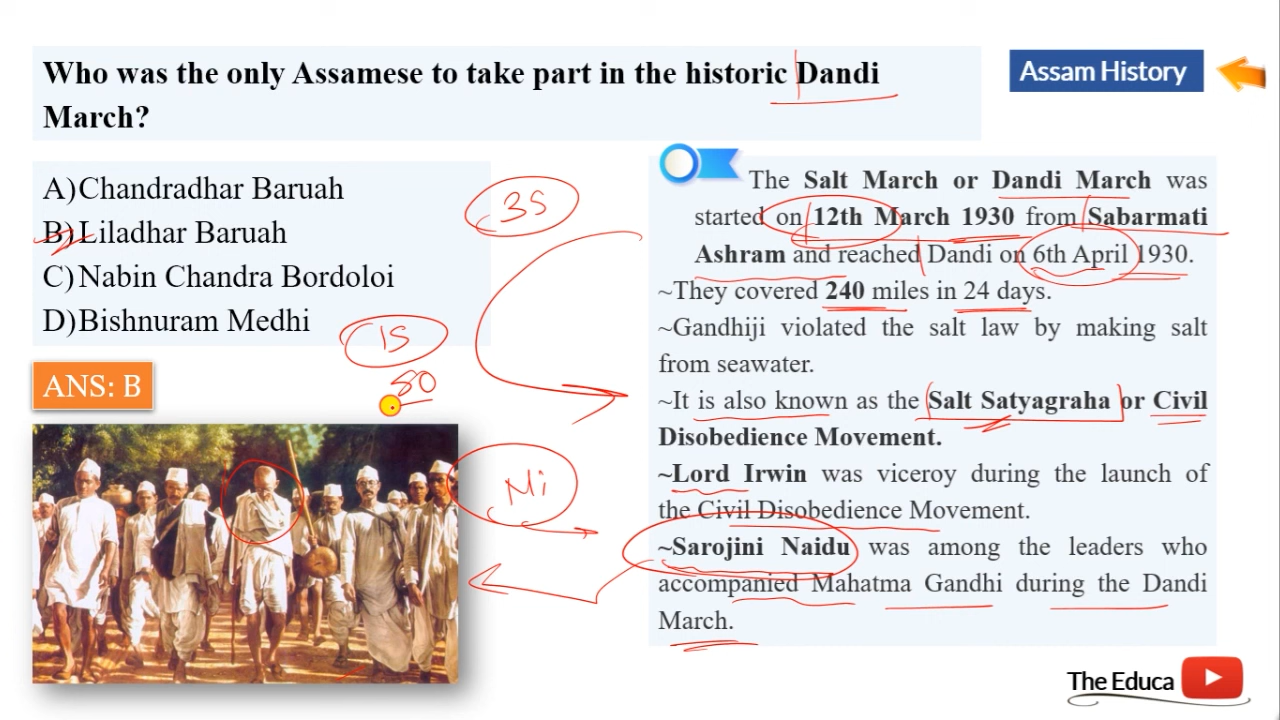 Who was the only Assamese to take part in the historic Dandi
March?
Assam History
A) Chandradhar Baruah
B) Liladhar Baruah
C) Nabin Chandra Bordoloi
D) Bishnuram Medhi
ANS: B
The Salt March or Dandi March was
started on 12th March 1930 from Sabarmati
Ashram and reached Dandi on 6th April 1930.
~They covered 240 miles in 24 days.
~Gandhiji violated the salt law by making salt
from seawater.
~It is also known as the Salt Satyagraha or Civil
Disobedience Movement.
~Lord Irwin was viceroy during the launch of
the Civil Disobedience Movement.
~Sarojini Naidu was among the leaders who
accompanied Mahatma Gandhi during the Dandi
March.
80
Mi
The Educa